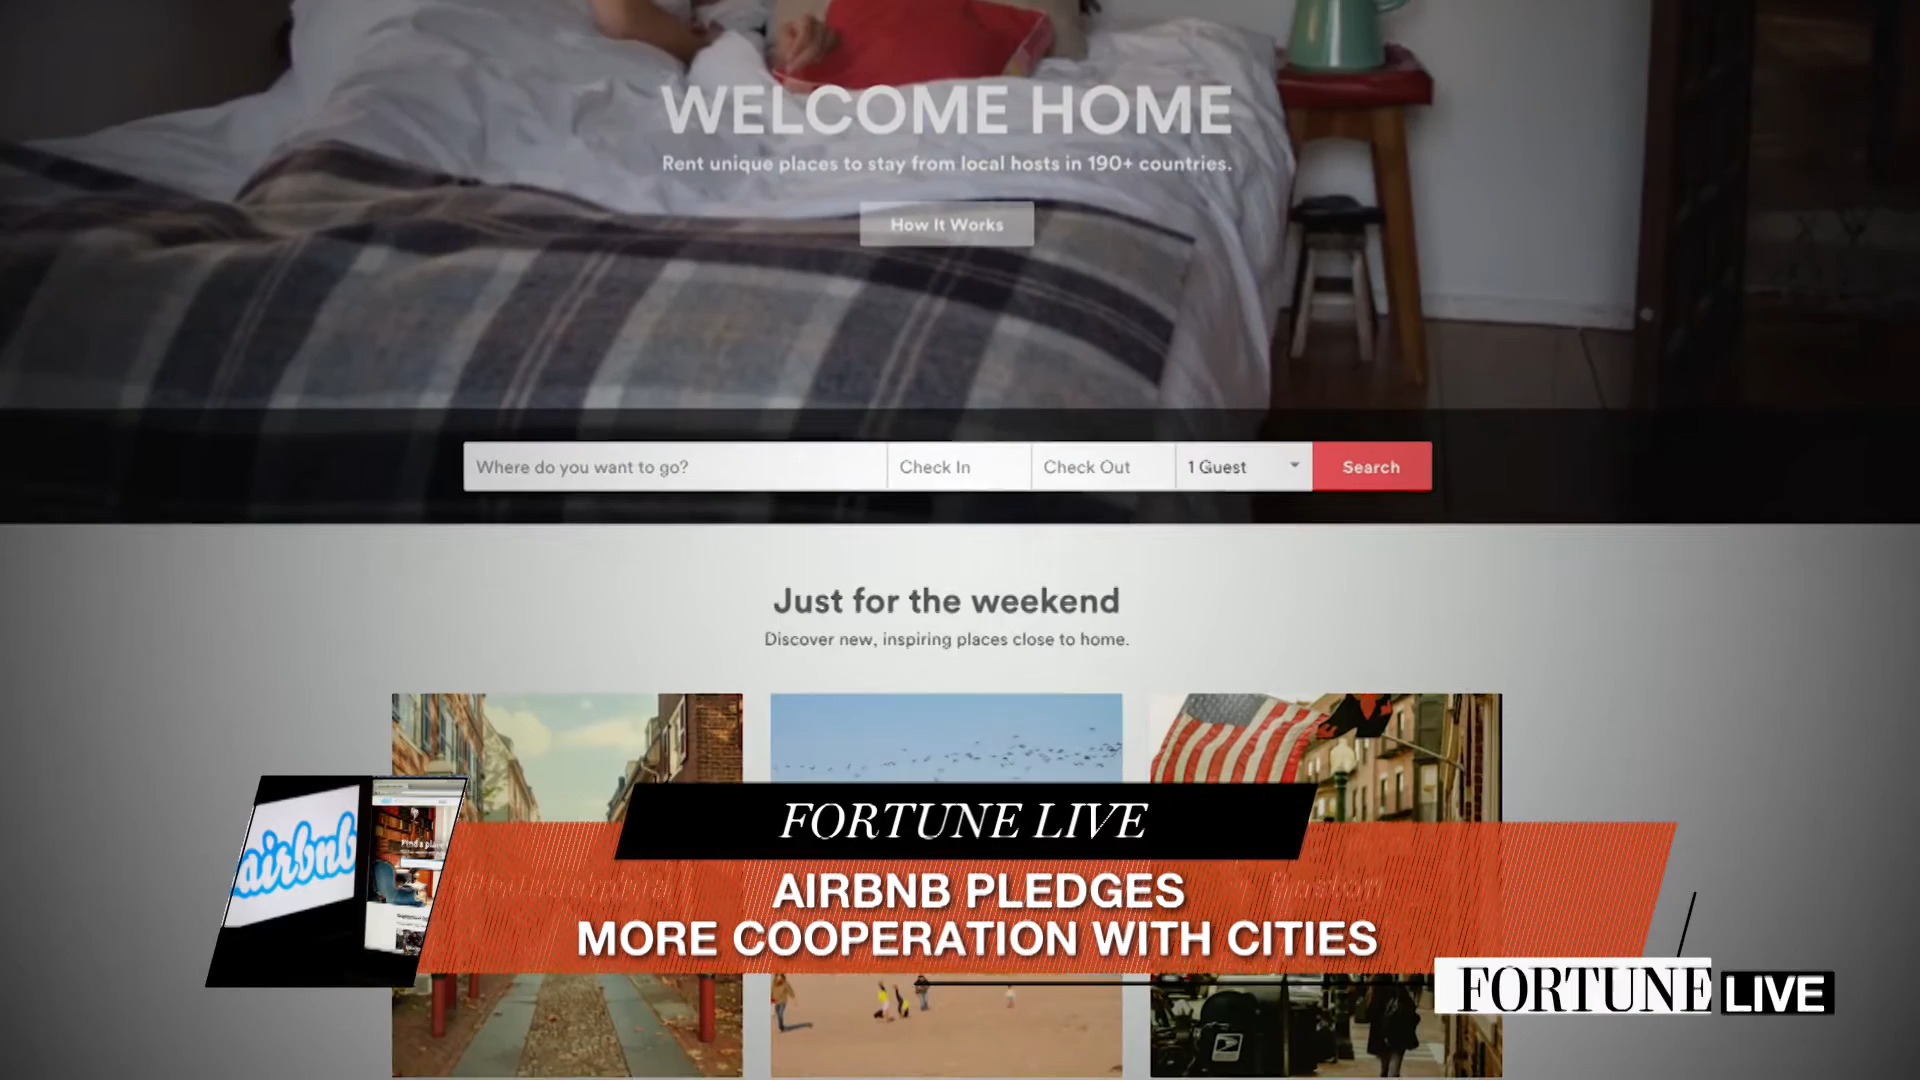 WELCOME HOME
Rent unique places to stay from local hosts in 190+ countries.
How It Works
Where do you want to go?
Check In
Check Out
1 Guest
Search
Just for the weekend
Discover new, inspiring places close to home.
FORTUNE LIVE
airbnb
Find a place
AIRBNB PLEDGES
MORE COOPERATION WITH CITIES
FORTUNE LIVE